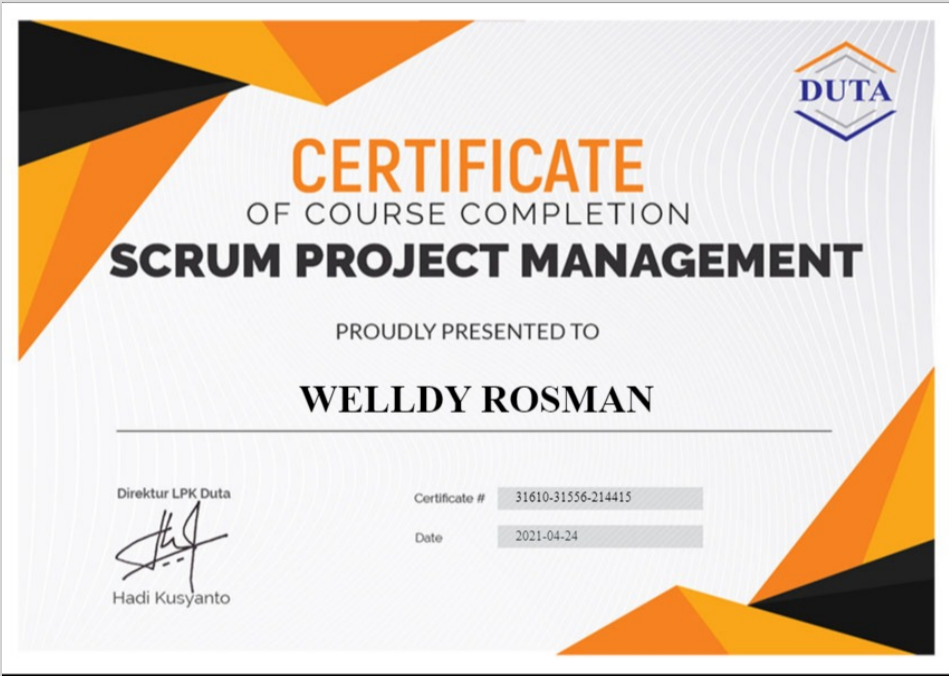 DUTA
CERTIFICATE
OF COURSE COMPLETION
SCRUM PROJECT MANAGEMENT
PROUDLY PRESENTED TO
WELLDY ROSMAN
Direktur LPK Duta
Hadi Kusyanto
Certificate # 31610-31556-214415
Date 2021-04-24